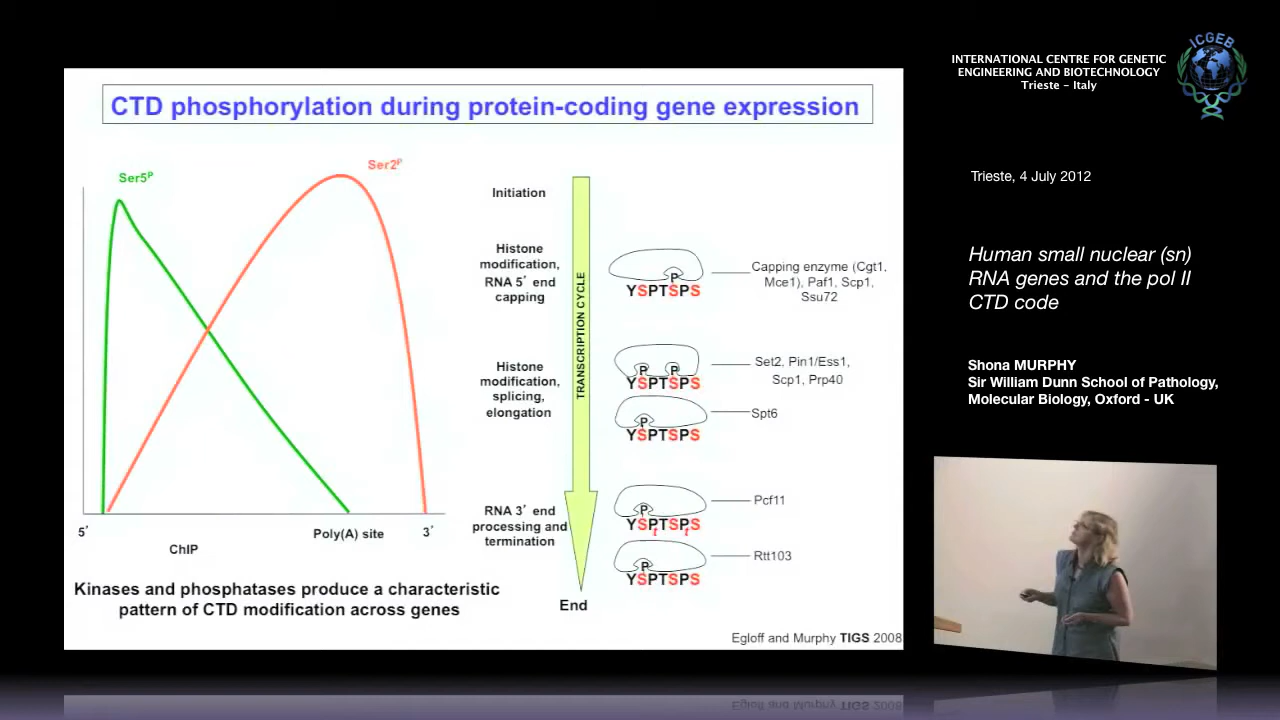 CTD phosphorylation during protein-coding gene expression
Ser5P
Ser2P
5'
Poly(A) site
3'
ChIP
Kinases and phosphatases produce a characteristic
pattern of CTD modification across genes
Initiation
Histone
modification,
RNA 5' end
capping
Histone
modification,
splicing,
elongation
RNA 3' end
processing and
termination
TRANSCRIPTION CYCLE
End
P
YSPTSPS
Capping enzyme (Cgt1,
Mce1), Paf1, Scp1,
Ssu72
P P
YSPTSPS
Set2, Pin1/Ess1,
Scp1, Prp40
P
YSPTSPS
Spt6
P
YSPTSPS
t t
Pcf11
P
YSPTSPS
Rtt103
Egloff and Murphy TIGS 2008
INTERNATIONAL CENTRE FOR GENETIC
ENGINEERING AND BIOTECHNOLOGY
Trieste - Italy
ICGEB
Trieste, 4 July 2012
Human small nuclear (sn)
RNA genes and the pol II
CTD code
Shona MURPHY
Sir William Dunn School of Pathology,
Molecular Biology, Oxford - UK